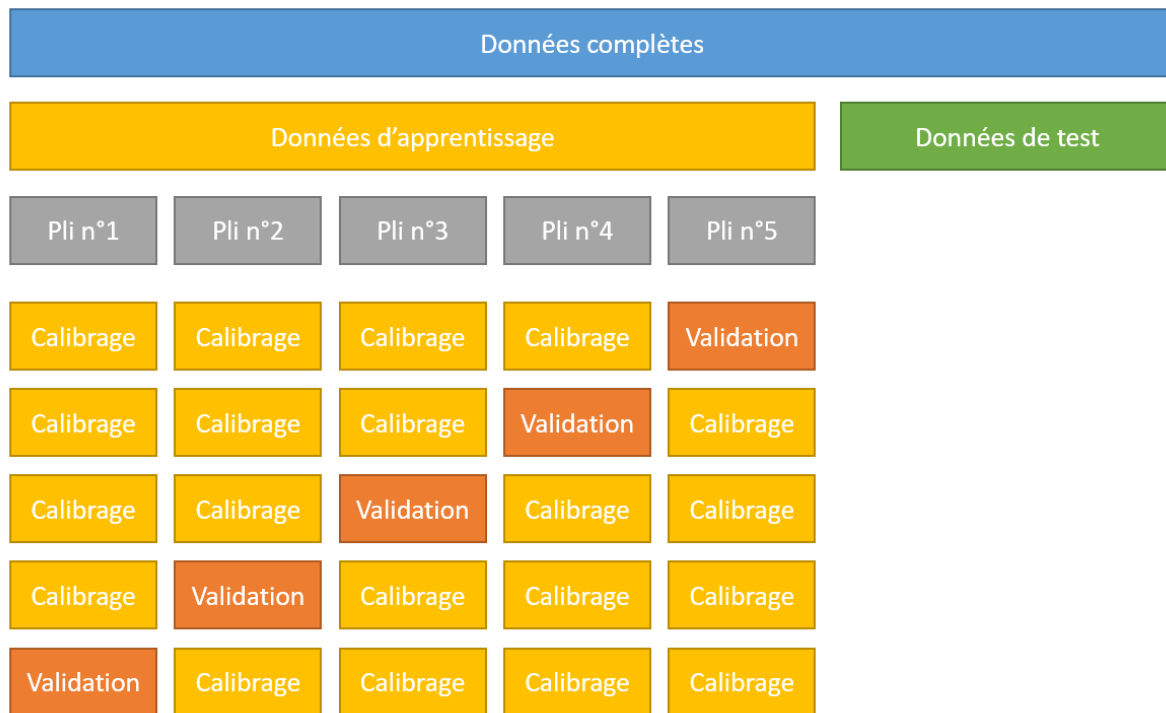 Données complètes
Données d'apprentissage Données de test
Pli n°1 Pli n°2 Pli n°3 Pli n°4 Pli n°5
Calibrage Calibrage Calibrage Calibrage Validation
Calibrage Calibrage Calibrage Validation Calibrage
Calibrage Calibrage Validation Calibrage Calibrage
Calibrage Validation Calibrage Calibrage Calibrage
Validation Calibrage Calibrage Calibrage Calibrage